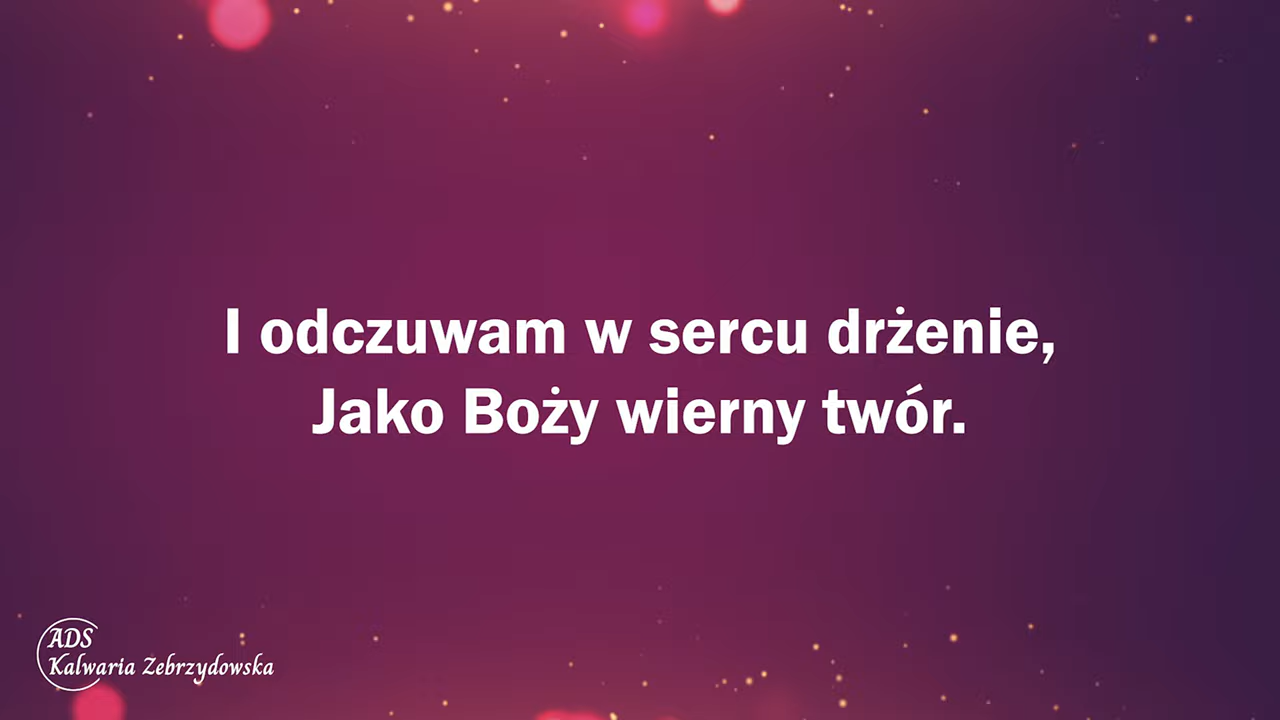 I odczuwam w sercu drżenie,
Jako Boży wierny twór.
ADS
Kalwaria Zebrzydowska